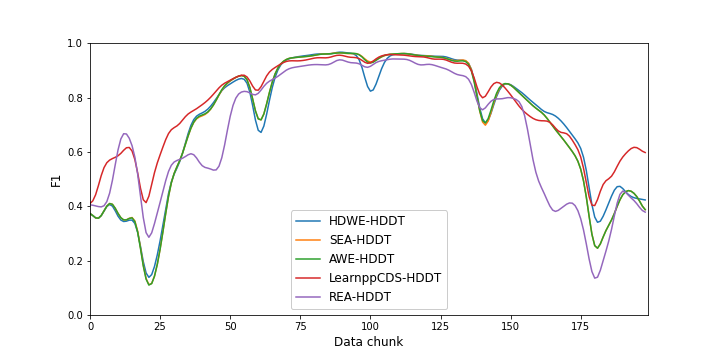 1.0
0.8
0.6
0.4
0.2
0.0
F1
HDWE-HDDT
SEA-HDDT
AWE-HDDT
LearnppCDS-HDDT
REA-HDDT
0 25 50 75 100 125 150 175
Data chunk